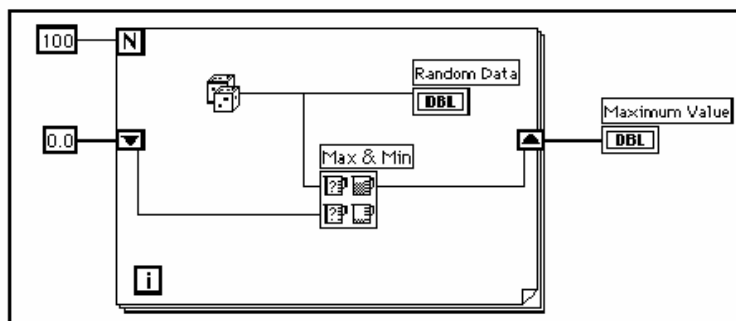 100
N
Random Data
DBL
Maximum Value
DBL
0.0
Max & Min
?
?
i